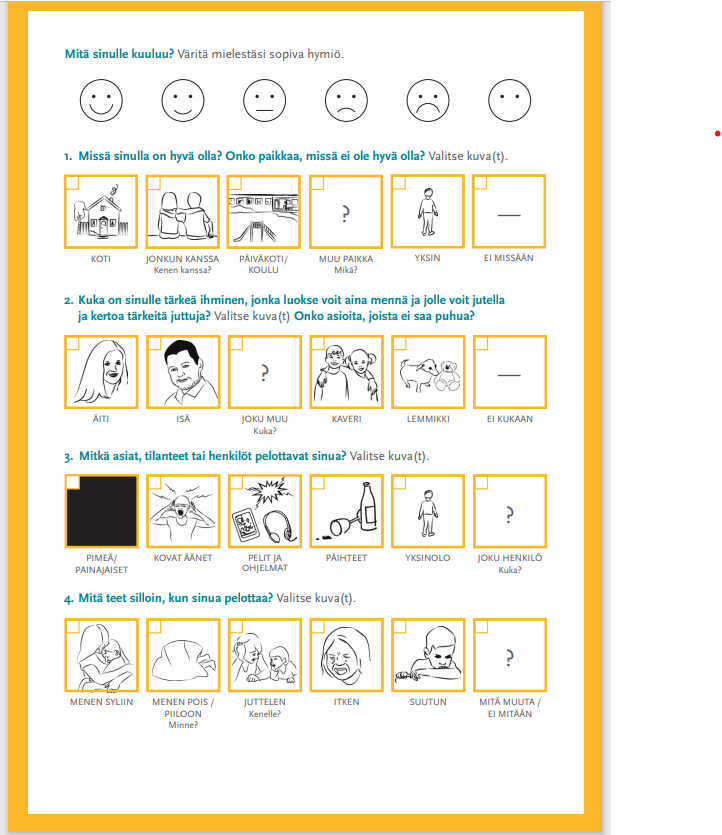 Mitä sinulle kuuluu? Väritä mielestäsi sopiva hymiö.
1. Missä sinulla on hyvä olla? Onko paikkaa, missä ei ole hyvä olla? Valitse kuva(t).
?
—
KOTI
JONKUN KANSSA
Kenen kanssa?
PÄIVÄKOTI/
KOULU
MUU PAIKKA
Mikä?
YKSIN
EI MISSÄÄN
2. Kuka on sinulle tärkeä ihminen, jonka luokse voit aina mennä ja jolle voit jutella
ja kertoa tärkeitä juttuja? Valitse kuva(t) Onko asioita, joista ei saa puhua?
?
—
ÄITI
ISÄ
JOKU MUU
Kuka?
KAVERI
LEMMIKKI
EI KUKAAN
3. Mitkä asiat, tilanteet tai henkilöt pelottavat sinua? Valitse kuva(t).
?
PIMEÄ/
PAINAJAISET
KOVAT ÄÄNET
PELIT JA
OHJELMAT
PÄIHTEET
YKSINOLO
JOKU HENKILÖ
Kuka?
4. Mitä teet silloin, kun sinua pelottaa? Valitse kuva(t).
?
MENEN SYLIIN
MENEN POIS /
PIILOON
Minne?
JUTTELEN
Kenelle?
ITKEN
SUUTUN
MITÄ MUUTA /
EI MITÄÄN